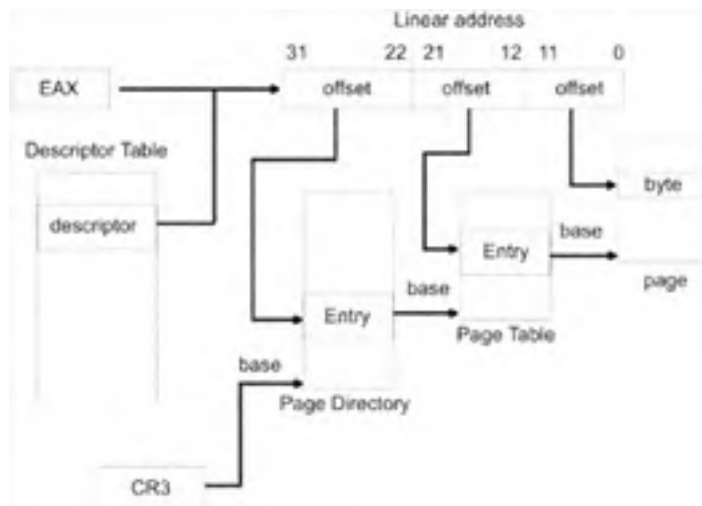 Linear address
31 22 21 12 11 0
EAX offset offset offset
Descriptor Table
byte
descriptor
Entry base
base
Entry page
Page Table
base
Page Directory
CR3